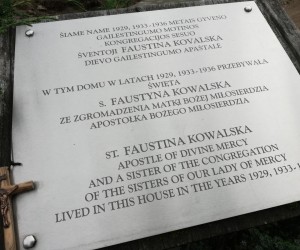 ŠIAME NAME 1929, 1933-1936 METAIS GYVENO
GAILESTINGUMO MOTINOS
KONGREGACIJOS SESUO
ŠVENTOJI FAUSTINA KOVALSKA
DIEVO GAILESTINGUMO APAŠTALĖ
W TYM DOMU W LATACH 1929, 1933-1936 PRZEBYWAŁA
ŚWIĘTA
S. FAUSTYNA KOWALSKA
ZE ZGROMADZENIA MATKI BOŻEJ MIŁOSIERDZIA
APOSTOŁKA BOŻEGO MIŁOSIERDZIA
ST. FAUSTINA KOWALSKA
APOSTLE OF DIVINE MERCY
AND A SISTER OF THE CONGREGATION
OF THE SISTERS OF OUR LADY OF MERCY
LIVED IN THIS HOUSE IN THE YEARS 1929, 1933-1